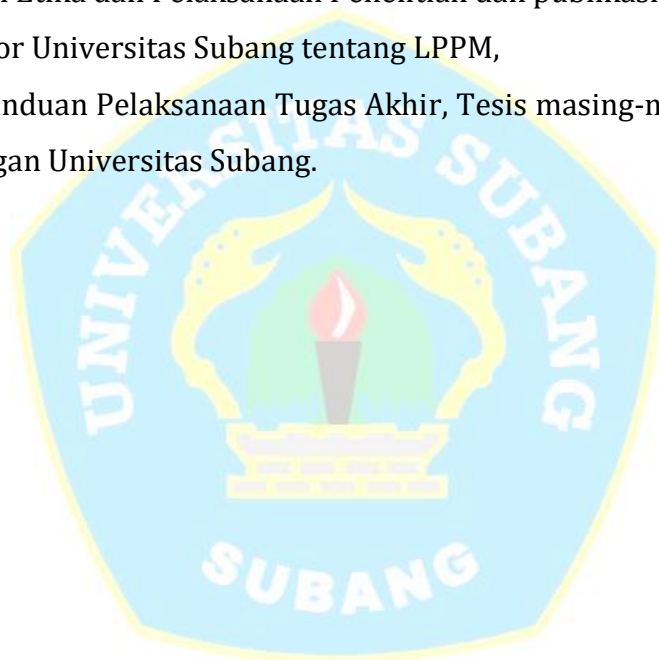 Etika dan Pelaksanaan Penelitian dan publikasi
or Universitas Subang tentang LPPM,
nduan Pelaksanaan Tugas Akhir, Tesis masing-m
gan Universitas Subang.
UNIVERSITAS SUBANG
SUBANG